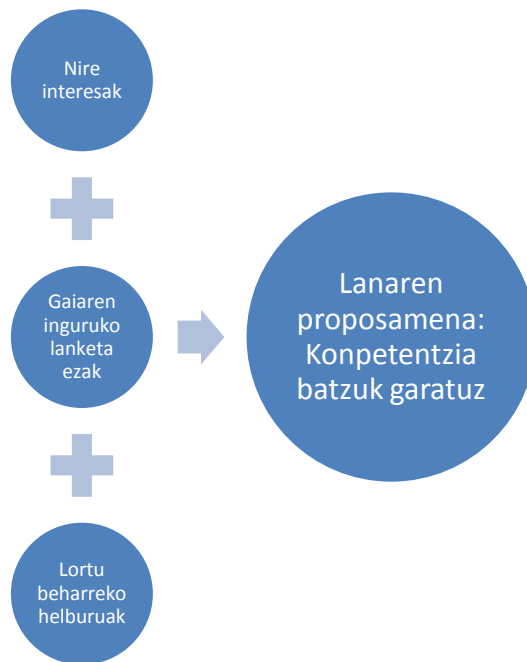 Nire
interesak
Gaiaren
inguruko
lanketa
ezak
Lortu
beharreko
helburuak
Lanaren
proposamena:
Konpetentzia
batzuk garatuz